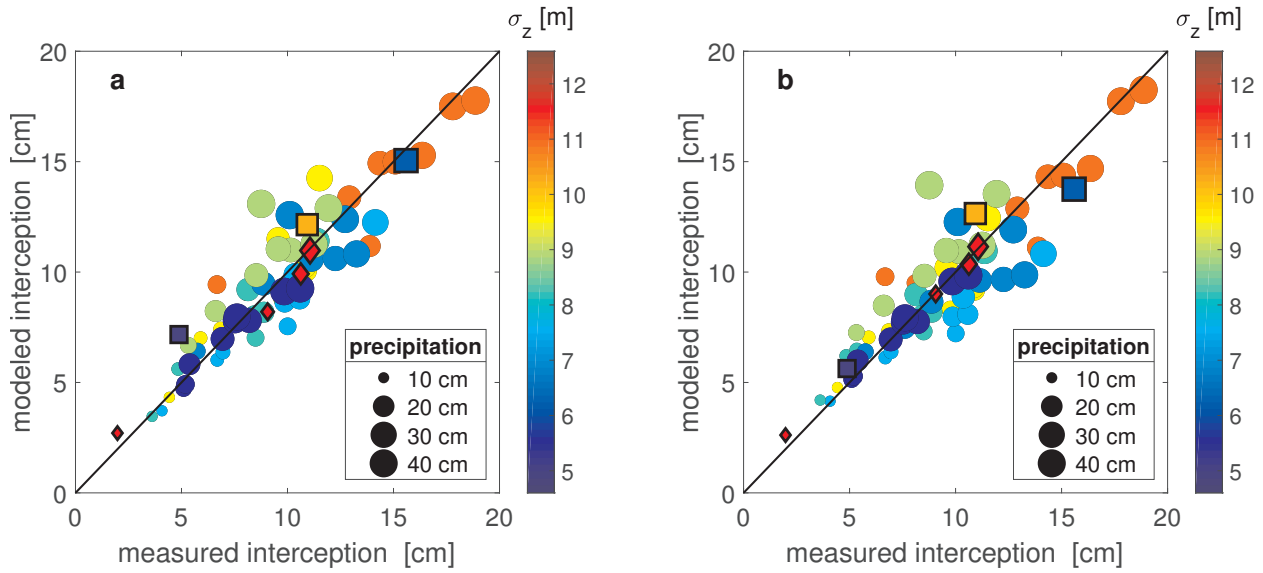 σz [m]
20
15
10
5
0
modeled interception [cm]
a
precipitation
10 cm
20 cm
30 cm
40 cm
0 5 10 15 20
measured interception [cm]
12
11
10
9
8
7
6
5
σz [m]
20
15
10
5
0
modeled interception [cm]
b
precipitation
10 cm
20 cm
30 cm
40 cm
0 5 10 15 20
measured interception [cm]
12
11
10
9
8
7
6
5